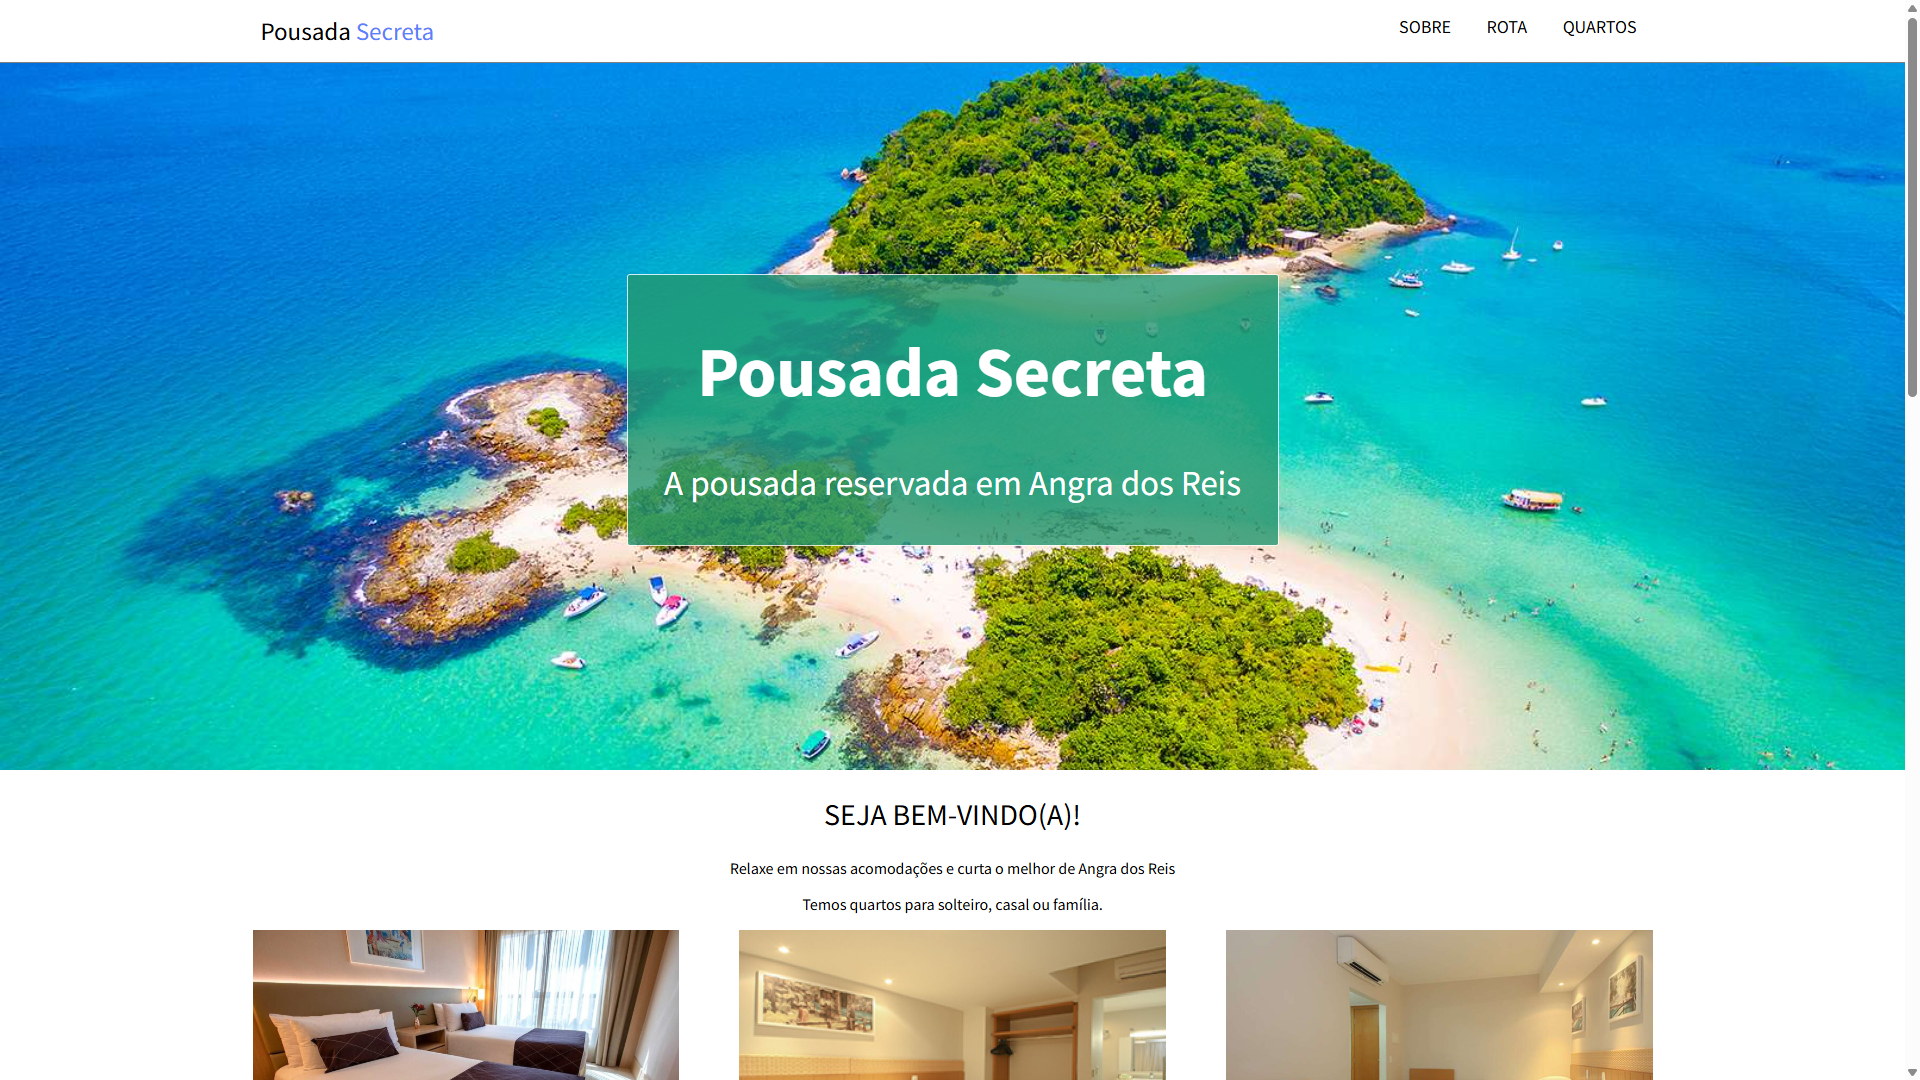 Pousada Secreta
SOBRE
ROTA
QUARTOS
Pousada Secreta
A pousada reservada em Angra dos Reis
SEJA BEM-VINDO(A)!
Relaxe em nossas acomodações e curta o melhor de Angra dos Reis
Temos quartos para solteiro, casal ou família.